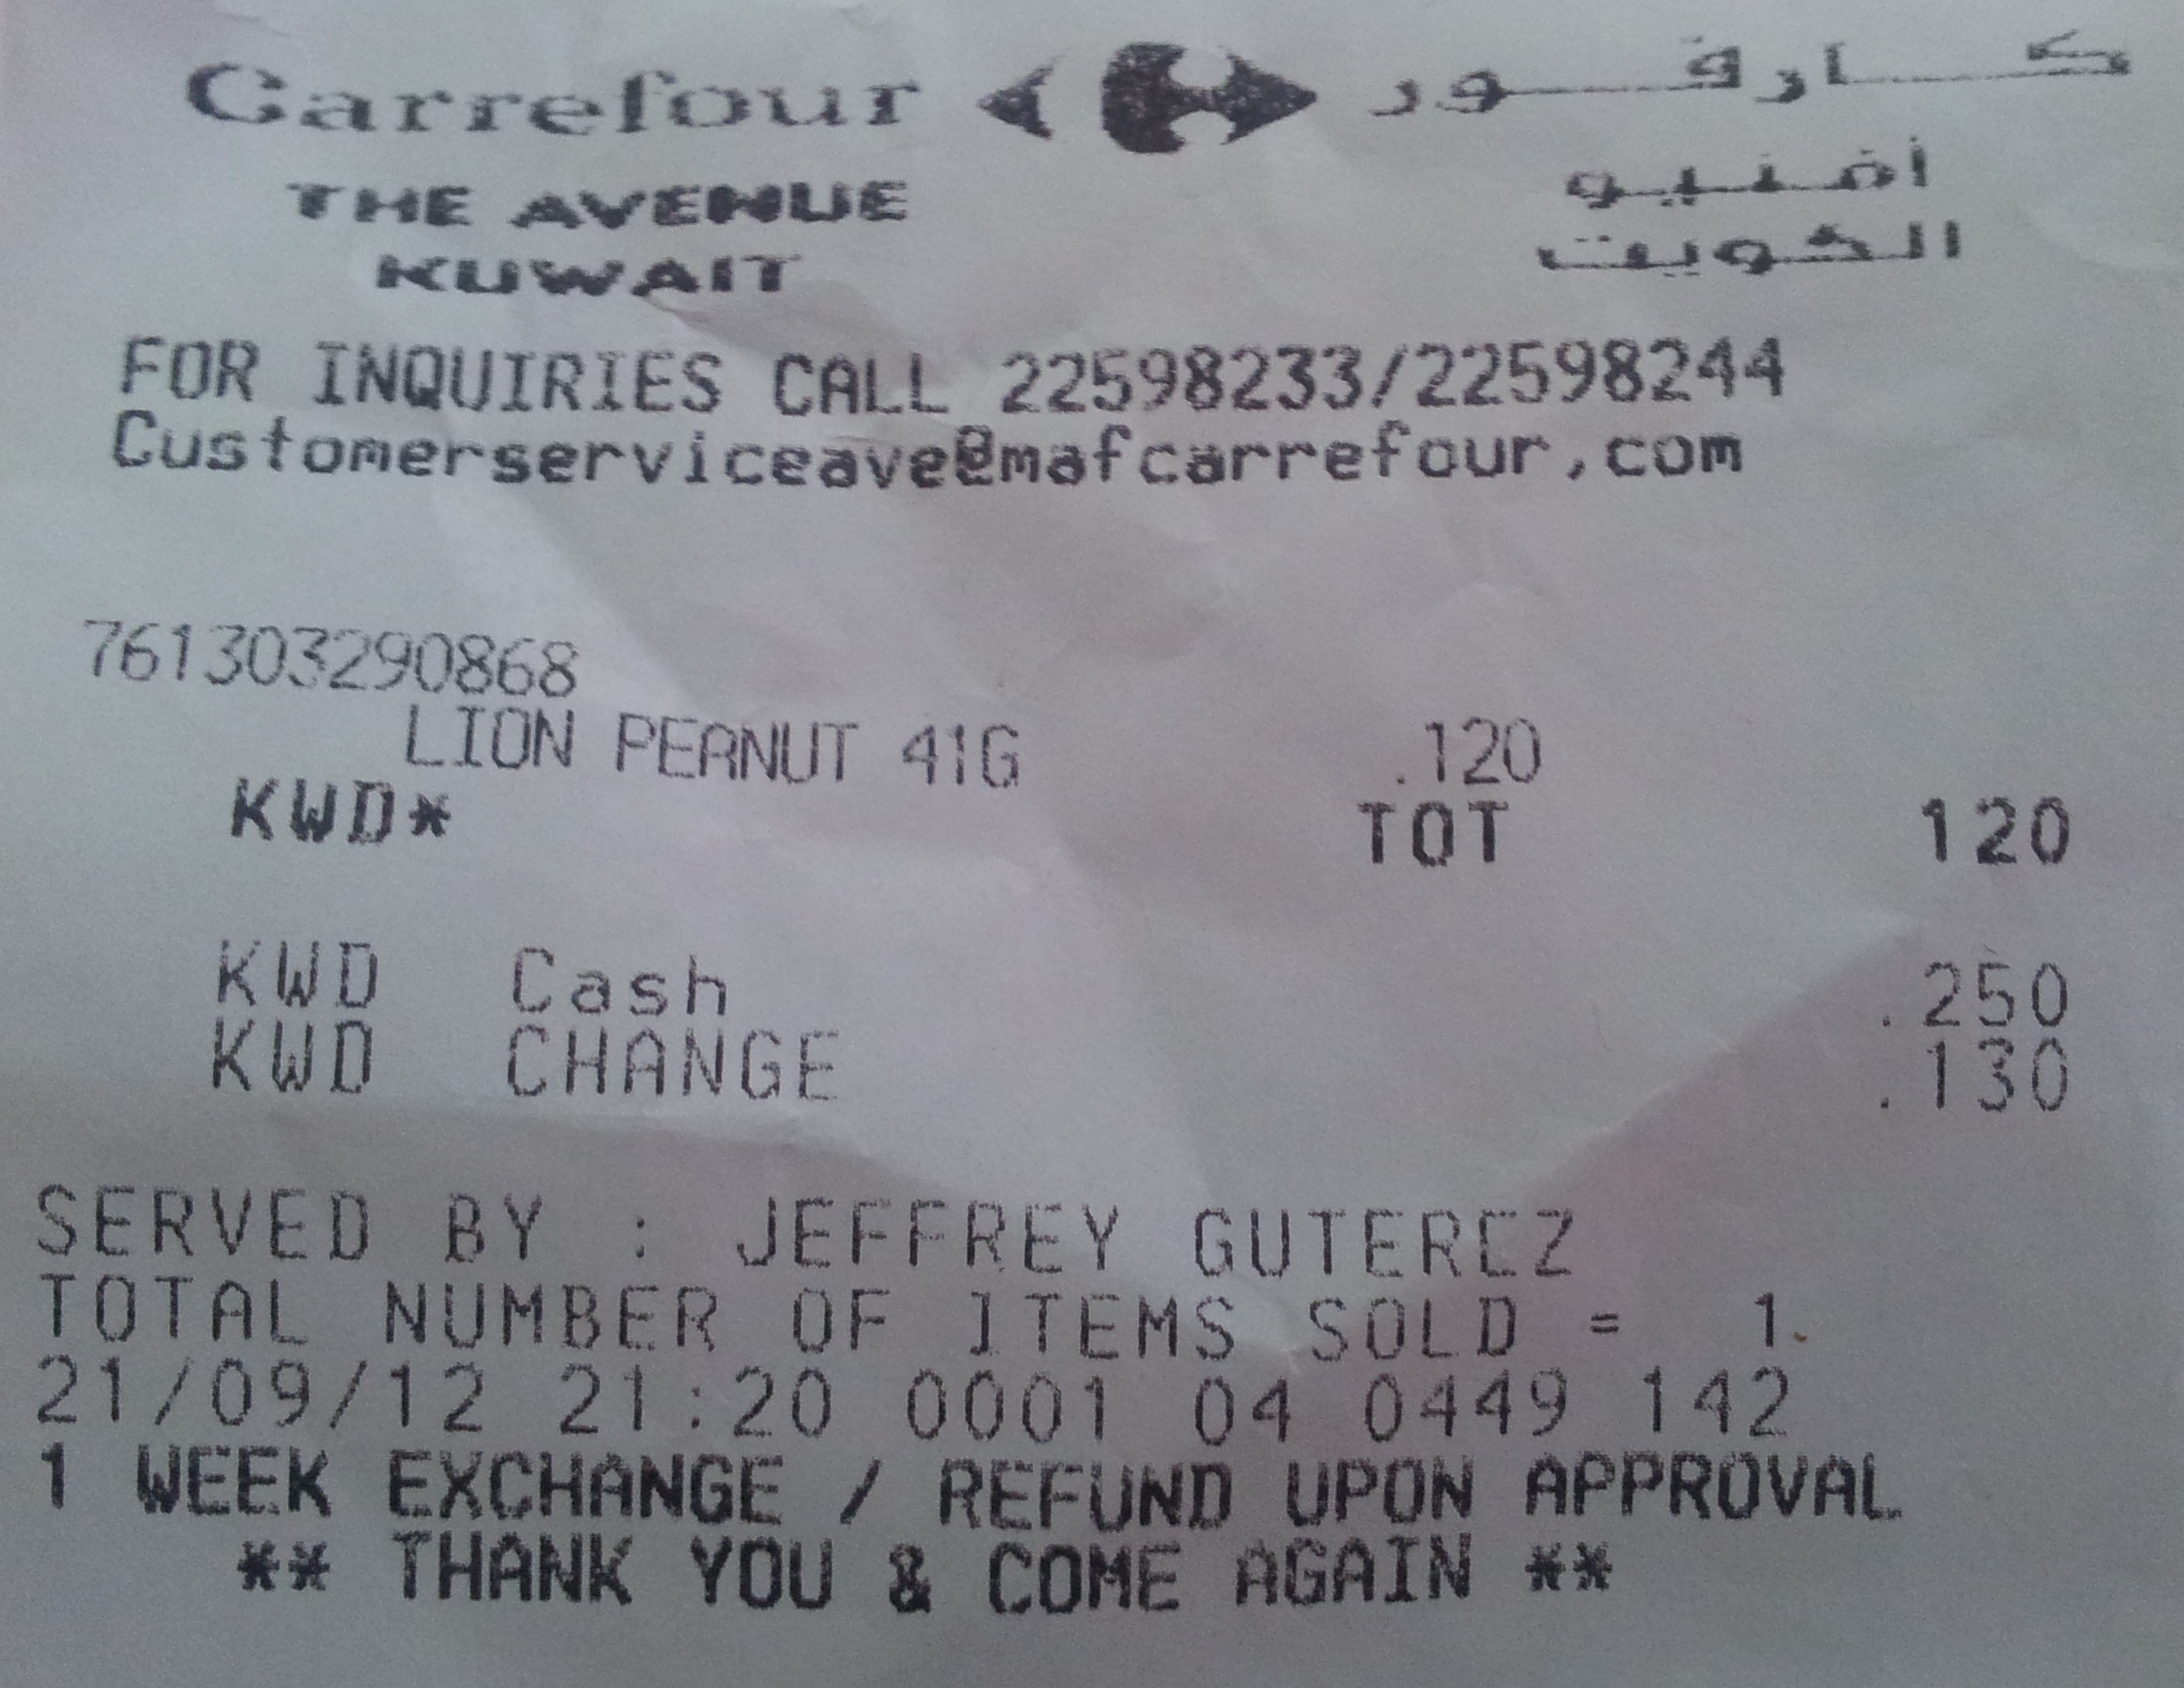 Carrefour كارفور
THE AVENUE أفنيو
KUWAIT الكويت
FOR INQUIRIES CALL 22598233/22598244
Customerserviceave@mafcarrefour.com
761303290868
LION PEANUT 41G .120
KWD* TOT 120
KWD Cash .250
KWD CHANGE .130
SERVED BY : JEFFREY GUTEREZ
TOTAL NUMBER OF ITEMS SOLD = 1
21/09/12 21:20 0001 04 0449 142
1 WEEK EXCHANGE / REFUND UPON APPROVAL
** THANK YOU & COME AGAIN **